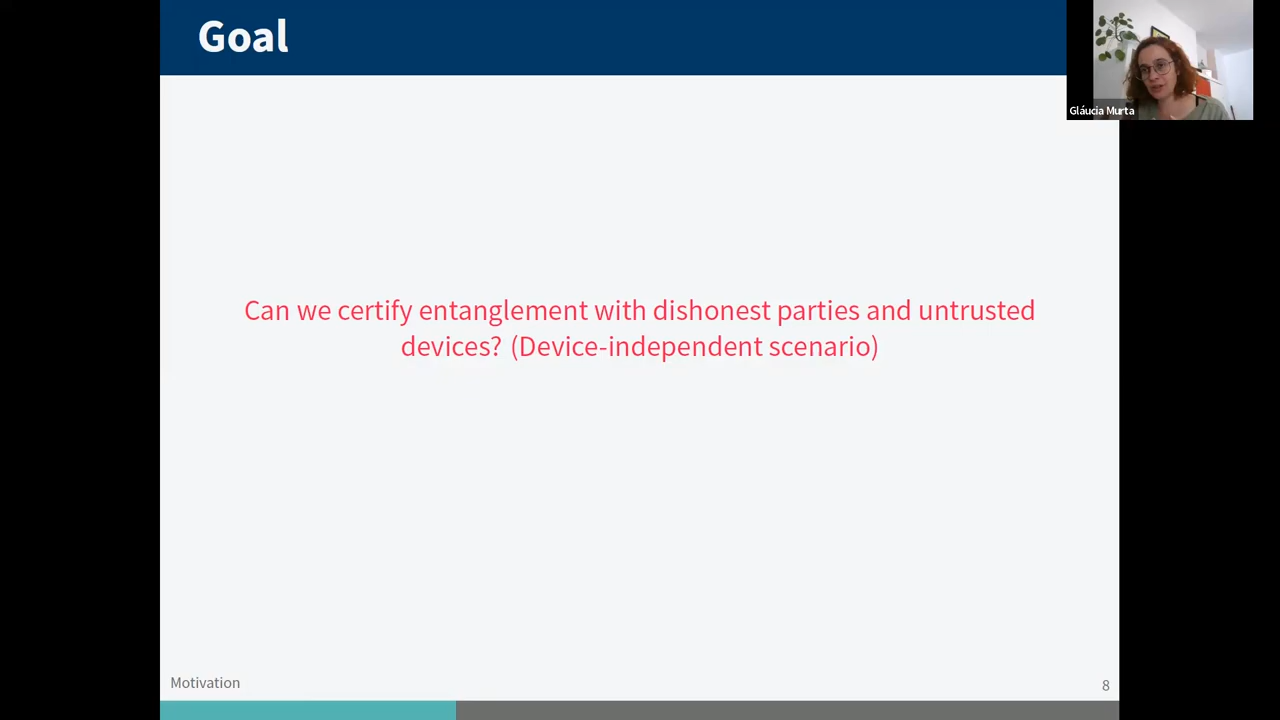 Goal
Gláucia Murta
Can we certify entanglement with dishonest parties and untrusted
devices? (Device-independent scenario)
Motivation
8